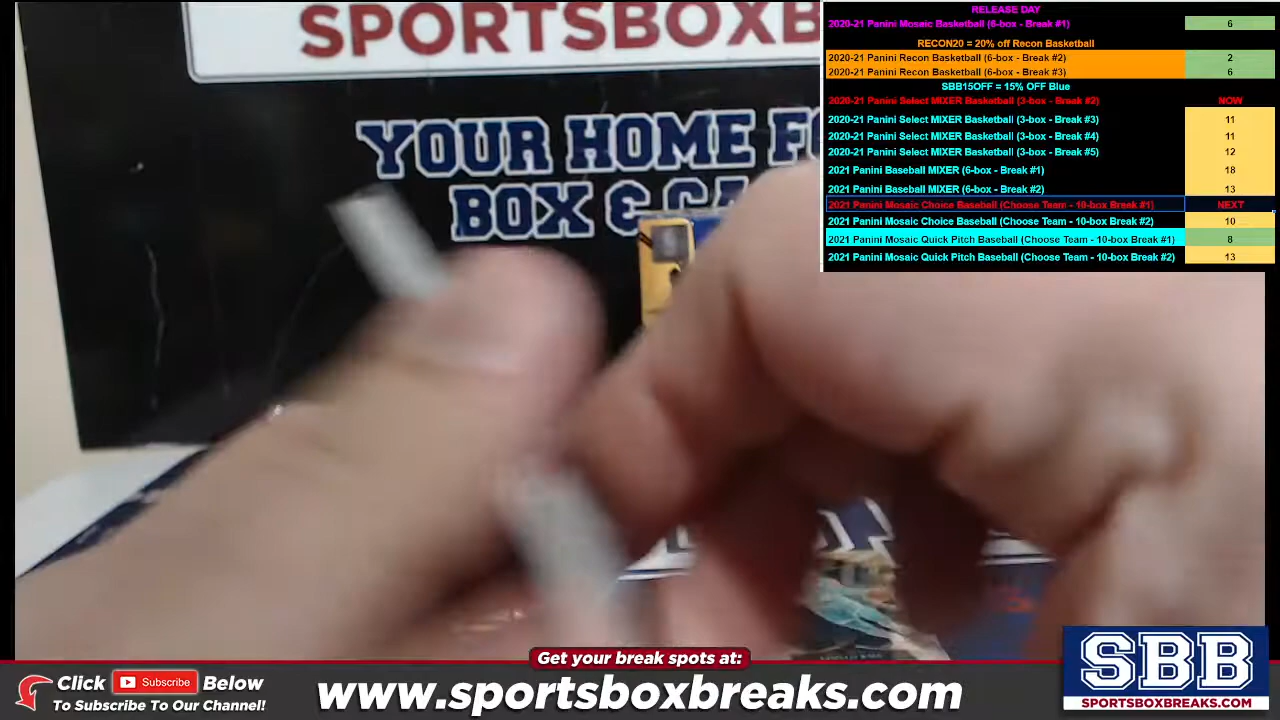 SPORTSBOXB
YOUR HOME FO
BOX & CA
RELEASE DAY
2020-21 Panini Mosaic Basketball (6-box - Break #1) 6
RECON20 = 20% off Recon Basketball
2020-21 Panini Recon Basketball (6-box - Break #2) 2
2020-21 Panini Recon Basketball (6-box - Break #3) 6
SBB15OFF = 15% OFF Blue
2020-21 Panini Select MIXER Basketball (3-box - Break #2) NOW
2020-21 Panini Select MIXER Basketball (3-box - Break #3) 11
2020-21 Panini Select MIXER Basketball (3-box - Break #4) 11
2020-21 Panini Select MIXER Basketball (3-box - Break #5) 12
2021 Panini Baseball MIXER (6-box - Break #1) 18
2021 Panini Baseball MIXER (6-box - Break #2) 13
2021 Panini Mosaic Choice Baseball (Choose Team - 10-box Break #1) NEXT
2021 Panini Mosaic Choice Baseball (Choose Team - 10-box Break #2) 10
2021 Panini Mosaic Quick Pitch Baseball (Choose Team - 10-box Break #1) 8
2021 Panini Mosaic Quick Pitch Baseball (Choose Team - 10-box Break #2) 13
Get your break spots at:
Click Subscribe Below
To Subscribe To Our Channel!
www.sportsboxbreaks.com
SBB
SPORTSBOXBREAKS.COM